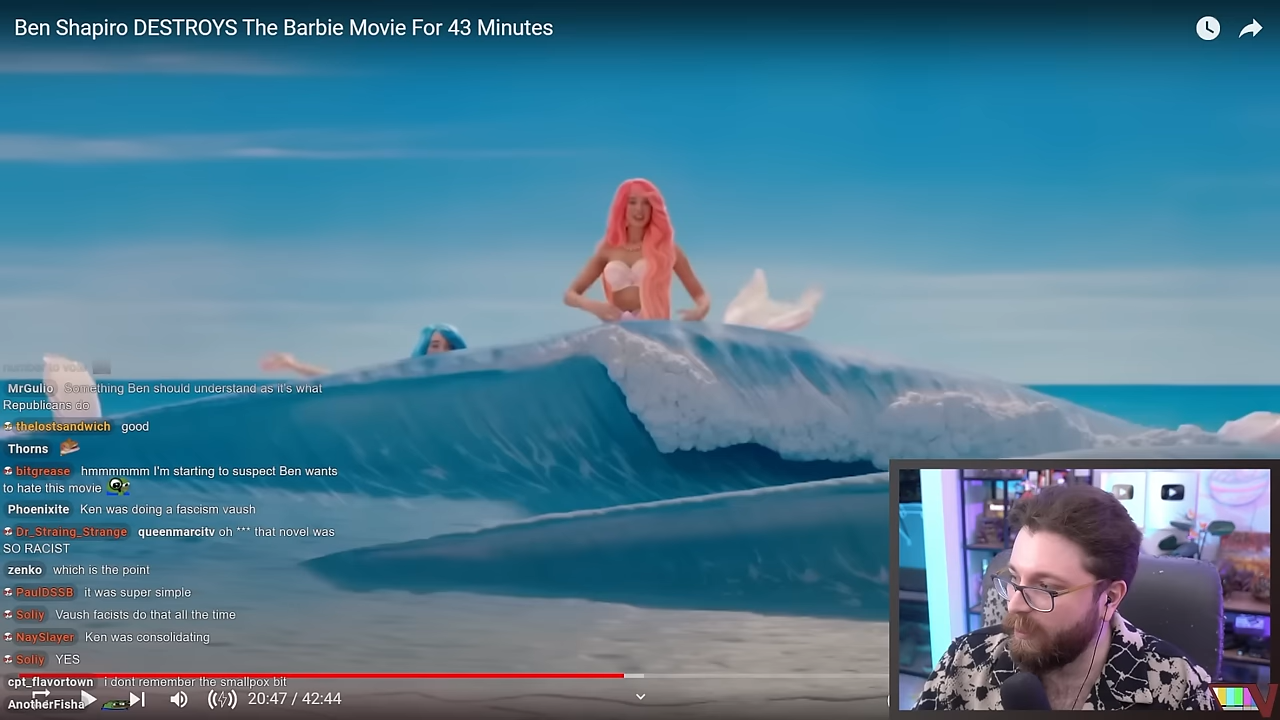 Ben Shapiro DESTROYS The Barbie Movie For 43 Minutes
MrGulio Something Ben should understand as it's what
Republicans do
thelostsandwich good
Thorns
bitgrease hmmmmmm I'm starting to suspect Ben wants
to hate this movie
Phoenixite Ken was doing a fascism vaush
Dr_Straing_Strange queenmarcitv oh *** that novel was
SO RACIST
zenko which is the point
PaulDSSB it was super simple
Soliy Vaush facists do that all the time
NaySlayer Ken was consolidating
Soliy YES
cpt_flavortown i dont remember the smallpox bit
AnotherFisha
20:47 / 42:44